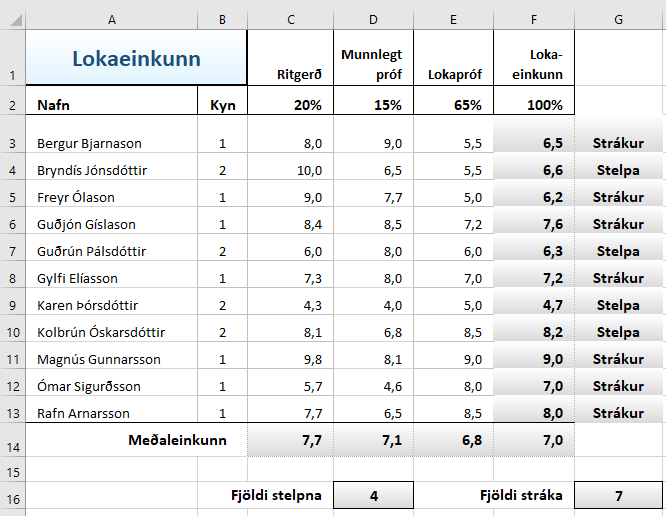 A B C D E F G
1 Lokaeinkunn Ritgerð Munnlegt próf Lokapróf Loka-einkunn
2 Nafn Kyn 20% 15% 65% 100%
3 Bergur Bjarnason 1 8,0 9,0 5,5 6,5 Strákur
4 Bryndís Jónsdóttir 2 10,0 6,5 5,5 6,6 Stelpa
5 Freyr Ólason 1 9,0 7,7 5,0 6,2 Strákur
6 Guðjón Gíslason 1 8,4 8,5 7,2 7,6 Strákur
7 Guðrún Pálsdóttir 2 6,0 8,0 6,0 6,3 Stelpa
8 Gylfi Elíasson 1 7,3 8,0 7,0 7,2 Strákur
9 Karen Þórsdóttir 2 4,3 4,0 5,0 4,7 Stelpa
10 Kolbrún Óskarsdóttir 2 8,1 6,8 8,5 8,2 Stelpa
11 Magnús Gunnarsson 1 9,8 8,1 9,0 9,0 Strákur
12 Ómar Sigurðsson 1 5,7 4,6 8,0 7,0 Strákur
13 Rafn Arnarsson 1 7,7 6,5 8,5 8,0 Strákur
14 Meðaleinkunn 7,7 7,1 6,8 7,0
15
16 Fjöldi stelpna 4 Fjöldi stráka 7